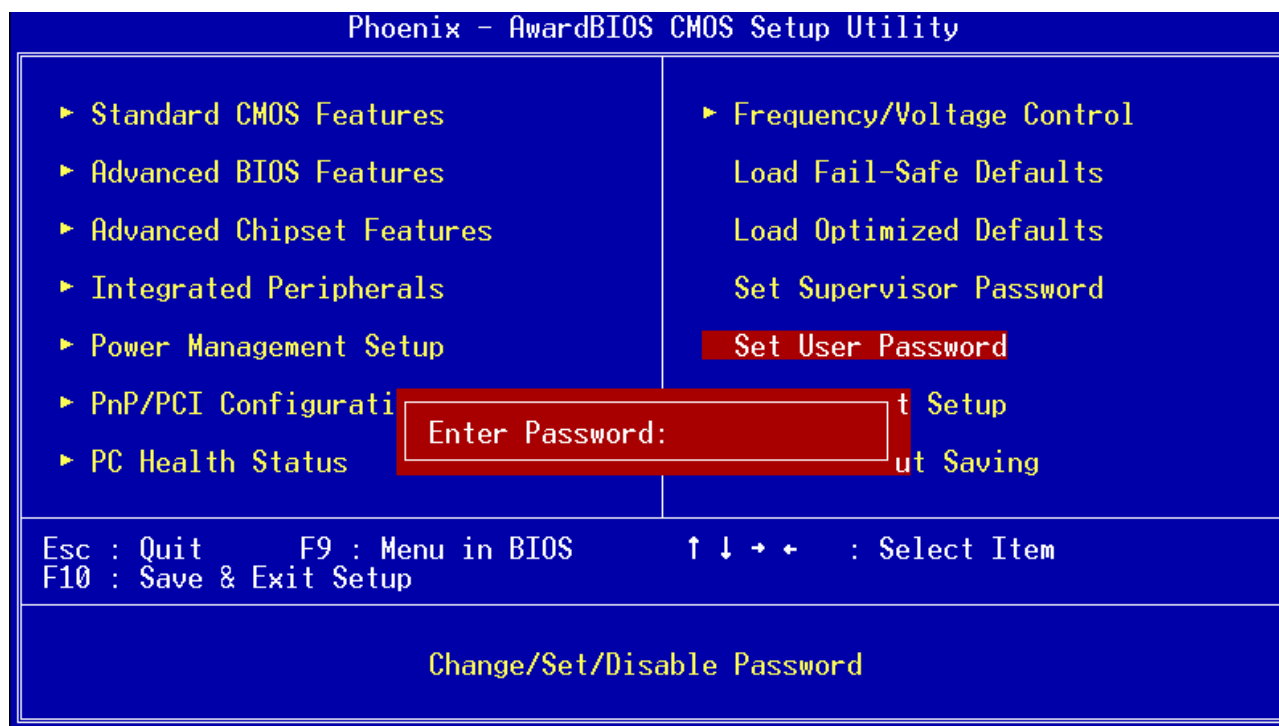 Phoenix - AwardBIOS CMOS Setup Utility
► Standard CMOS Features
► Advanced BIOS Features
► Advanced Chipset Features
► Integrated Peripherals
► Power Management Setup
► PnP/PCI Configurati
► PC Health Status
► Frequency/Voltage Control
Load Fail-Safe Defaults
Load Optimized Defaults
Set Supervisor Password
Set User Password
t Setup
ut Saving
Enter Password:
Esc : Quit F9 : Menu in BIOS ↑ ↓ → ← : Select Item
F10 : Save & Exit Setup
Change/Set/Disable Password